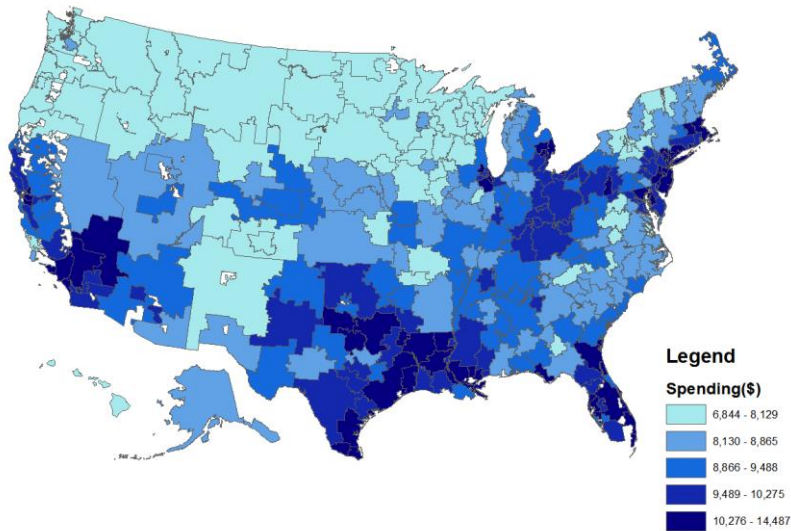 Legend
Spending($)
6,844 - 8,129
8,130 - 8,865
8,866 - 9,488
9,489 - 10,275
10,276 - 14,487